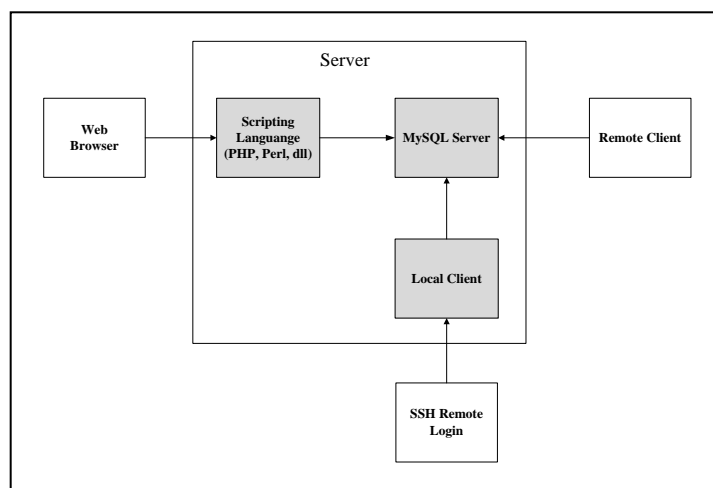 Server
Web
Browser
Scripting
Languange
(PHP, Perl, dll)
MySQL Server
Remote Client
Local Client
SSH Remote
Login